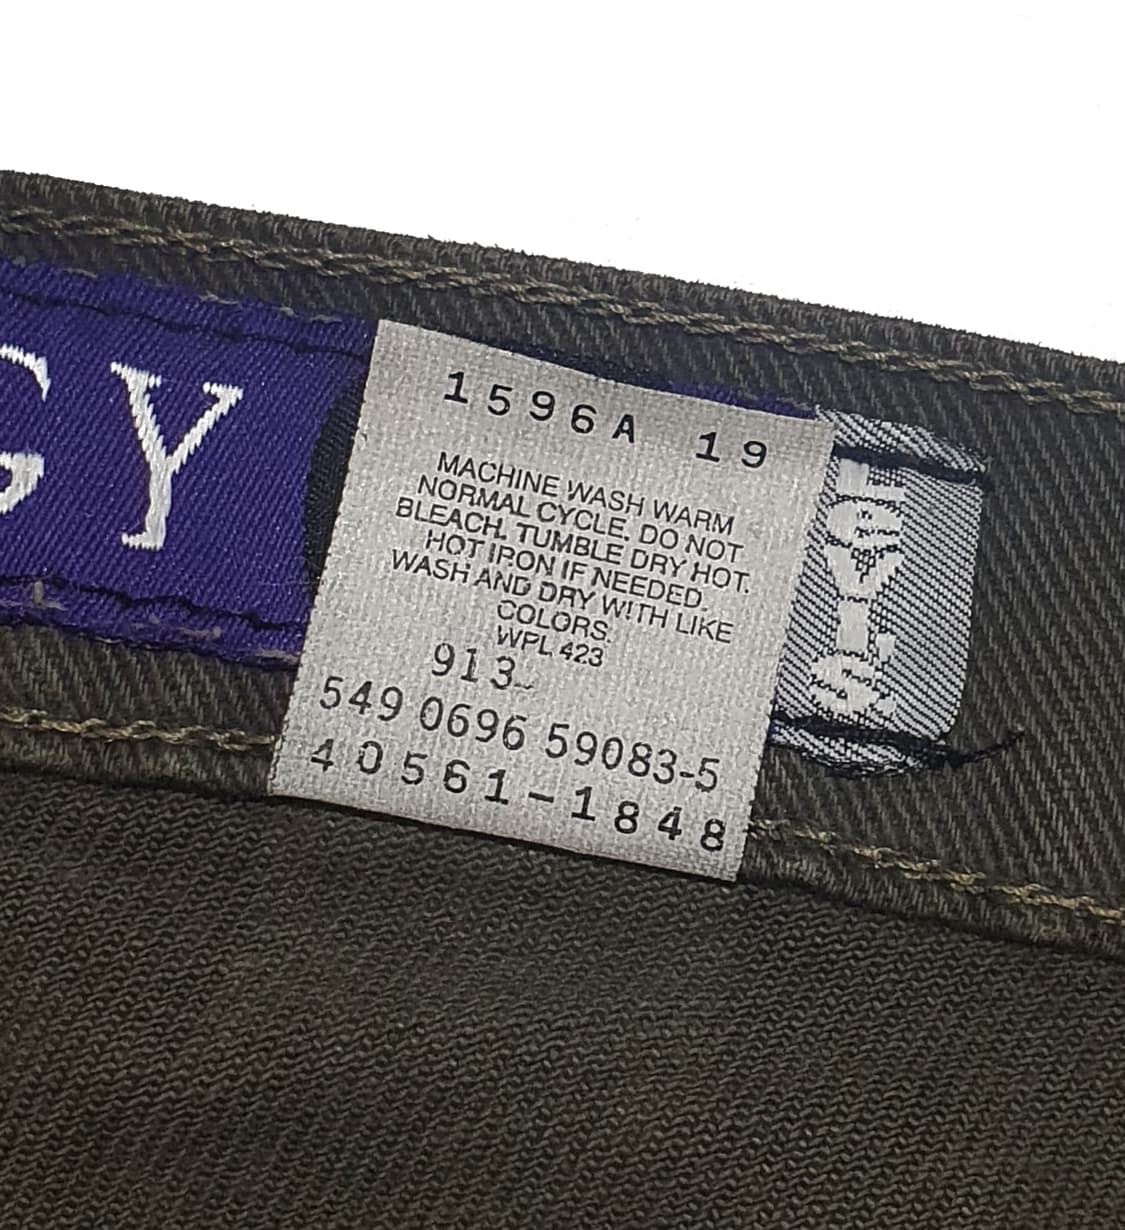 GY
1596A 19
MACHINE WASH WARM
NORMAL CYCLE. DO NOT
BLEACH. TUMBLE DRY HOT.
HOT IRON IF NEEDED.
WASH AND DRY WITH LIKE
COLORS.
WPL 423
913
549 0696 59083-5
40561-1848